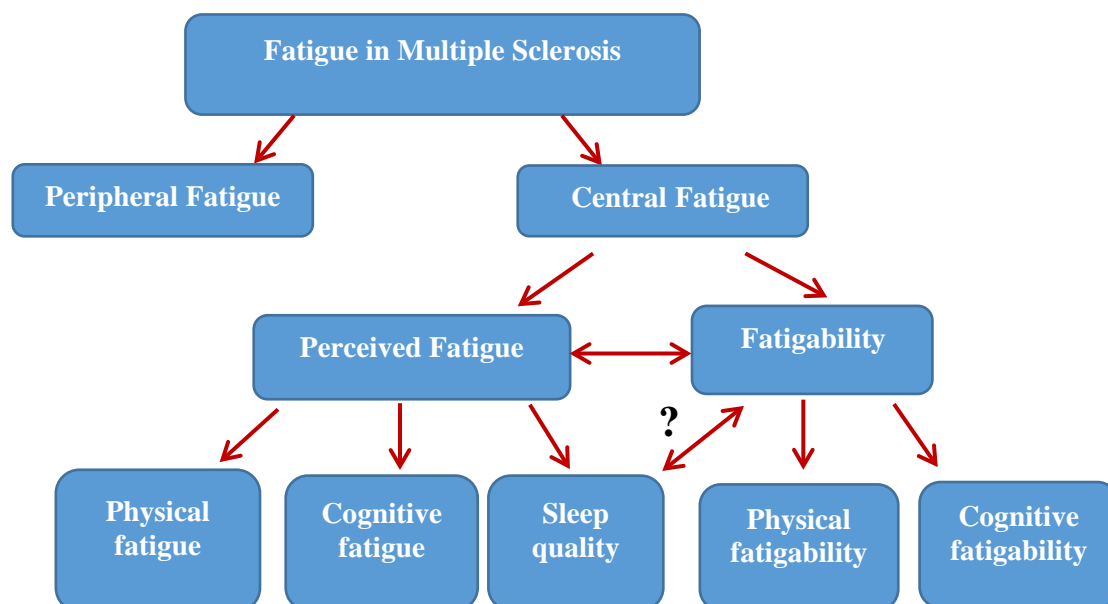 Fatigue in Multiple Sclerosis
Peripheral Fatigue
Central Fatigue
Perceived Fatigue
Fatigability
?
Physical
fatigue
Cognitive
fatigue
Sleep
quality
Physical
fatigability
Cognitive
fatigability